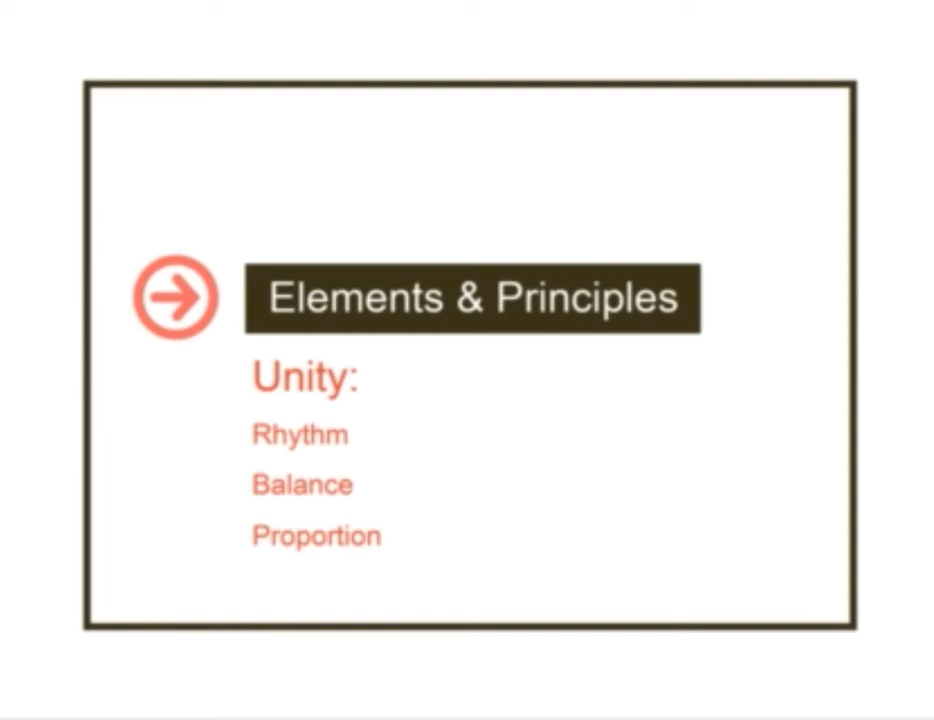 Elements & Principles
Unity:
Rhythm
Balance
Proportion